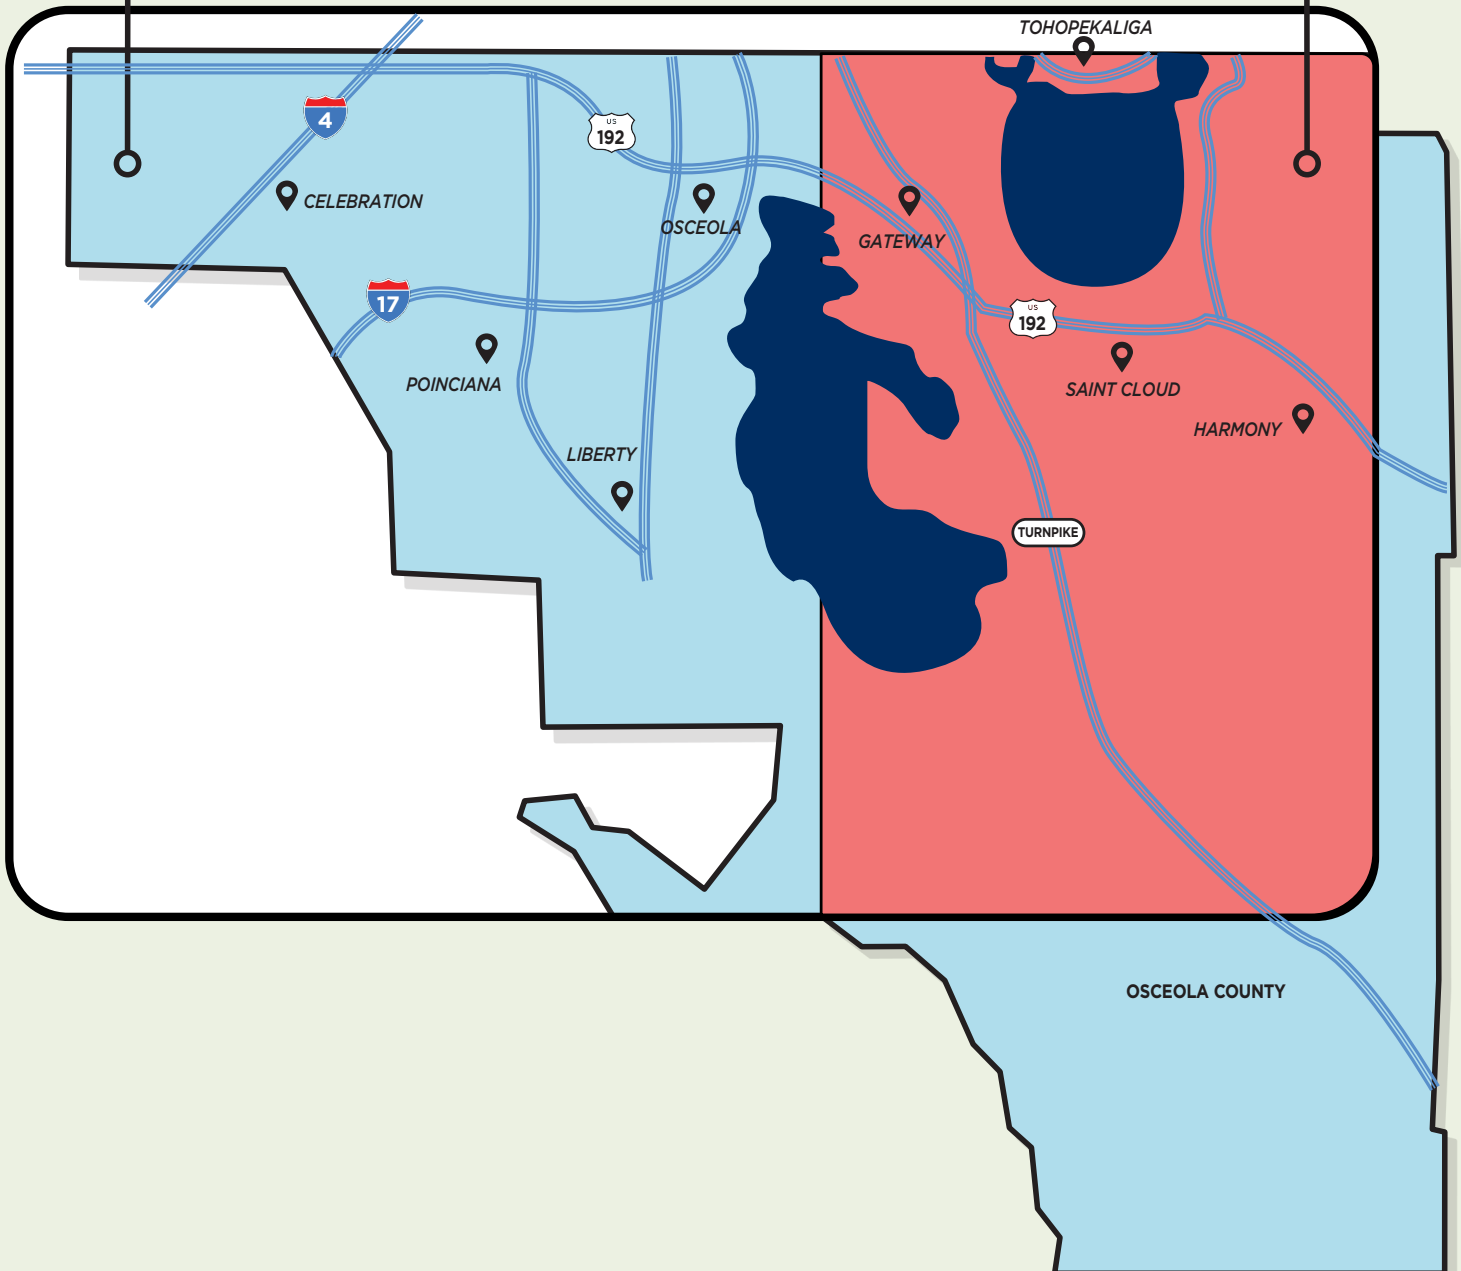 TOHOPEKALIGA
4
US
192
CELEBRATION
OSCEOLA
GATEWAY
17
US
192
POINCIANA
SAINT CLOUD
HARMONY
LIBERTY
TURNPIKE
OSCEOLA COUNTY